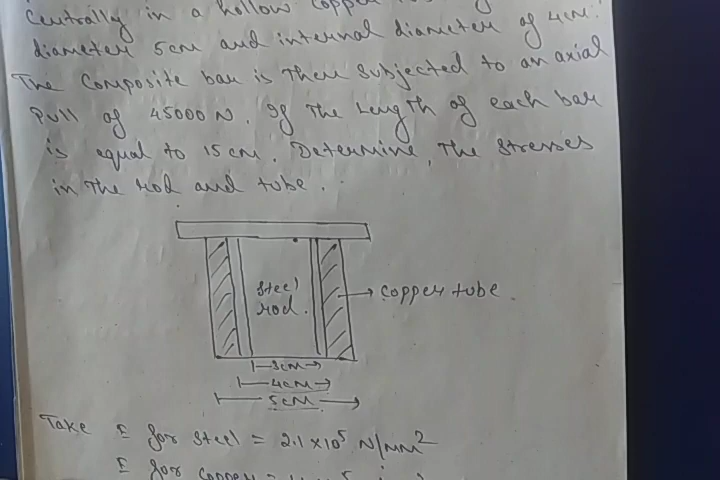 Centrally in a hollow copper
diameter 5cm and internal diameter of 4cm.
The Composite bar is then subjected to an axial
Pull of 45000 N. If the Length of each bar
is equal to 15 cm. Determine, The stresses
in the rod and tube.
steel
rod.
copper tube.
3cm
4cm
5cm
Take E for steel = 2.1×10⁵ N/mm²
E for copper =